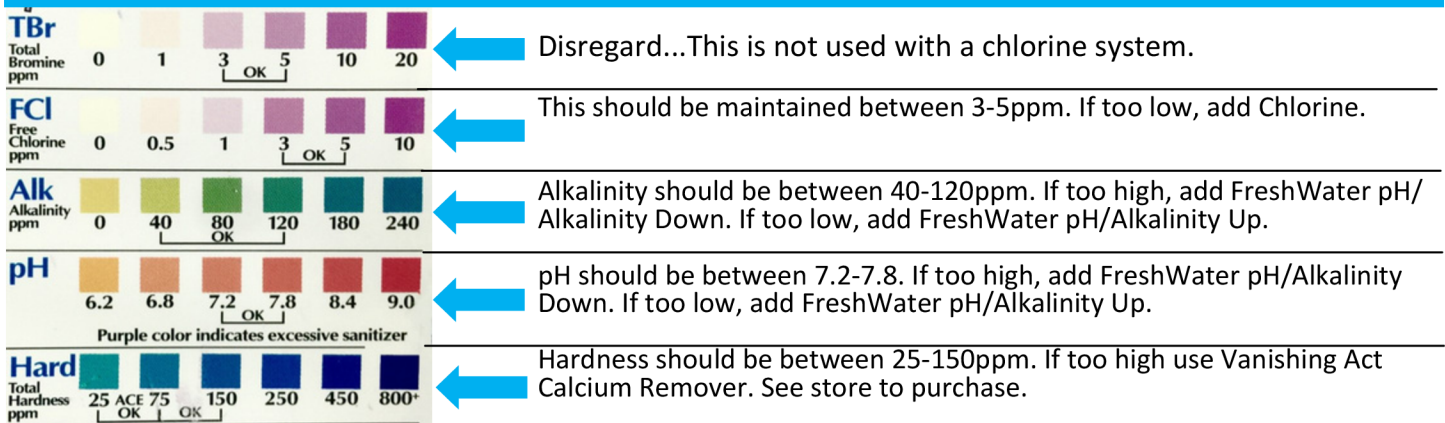 TBr
Total
Bromine
ppm
0 1 3 5 10 20
OK
Disregard...This is not used with a chlorine system.
FCl
Free
Chlorine
ppm
0 0.5 1 3 5 10
OK
This should be maintained between 3-5ppm. If too low, add Chlorine.
Alk
Alkalinity
ppm
0 40 80 120 180 240
OK
Alkalinity should be between 40-120ppm. If too high, add FreshWater pH/
Alkalinity Down. If too low, add FreshWater pH/Alkalinity Up.
pH
6.2 6.8 7.2 7.8 8.4 9.0
OK
Purple color indicates excessive sanitizer
pH should be between 7.2-7.8. If too high, add FreshWater pH/Alkalinity
Down. If too low, add FreshWater pH/Alkalinity Up.
Hard
Total
Hardness
ppm
25 ACE 75 150 250 450 800+
OK OK
Hardness should be between 25-150ppm. If too high use Vanishing Act
Calcium Remover. See store to purchase.